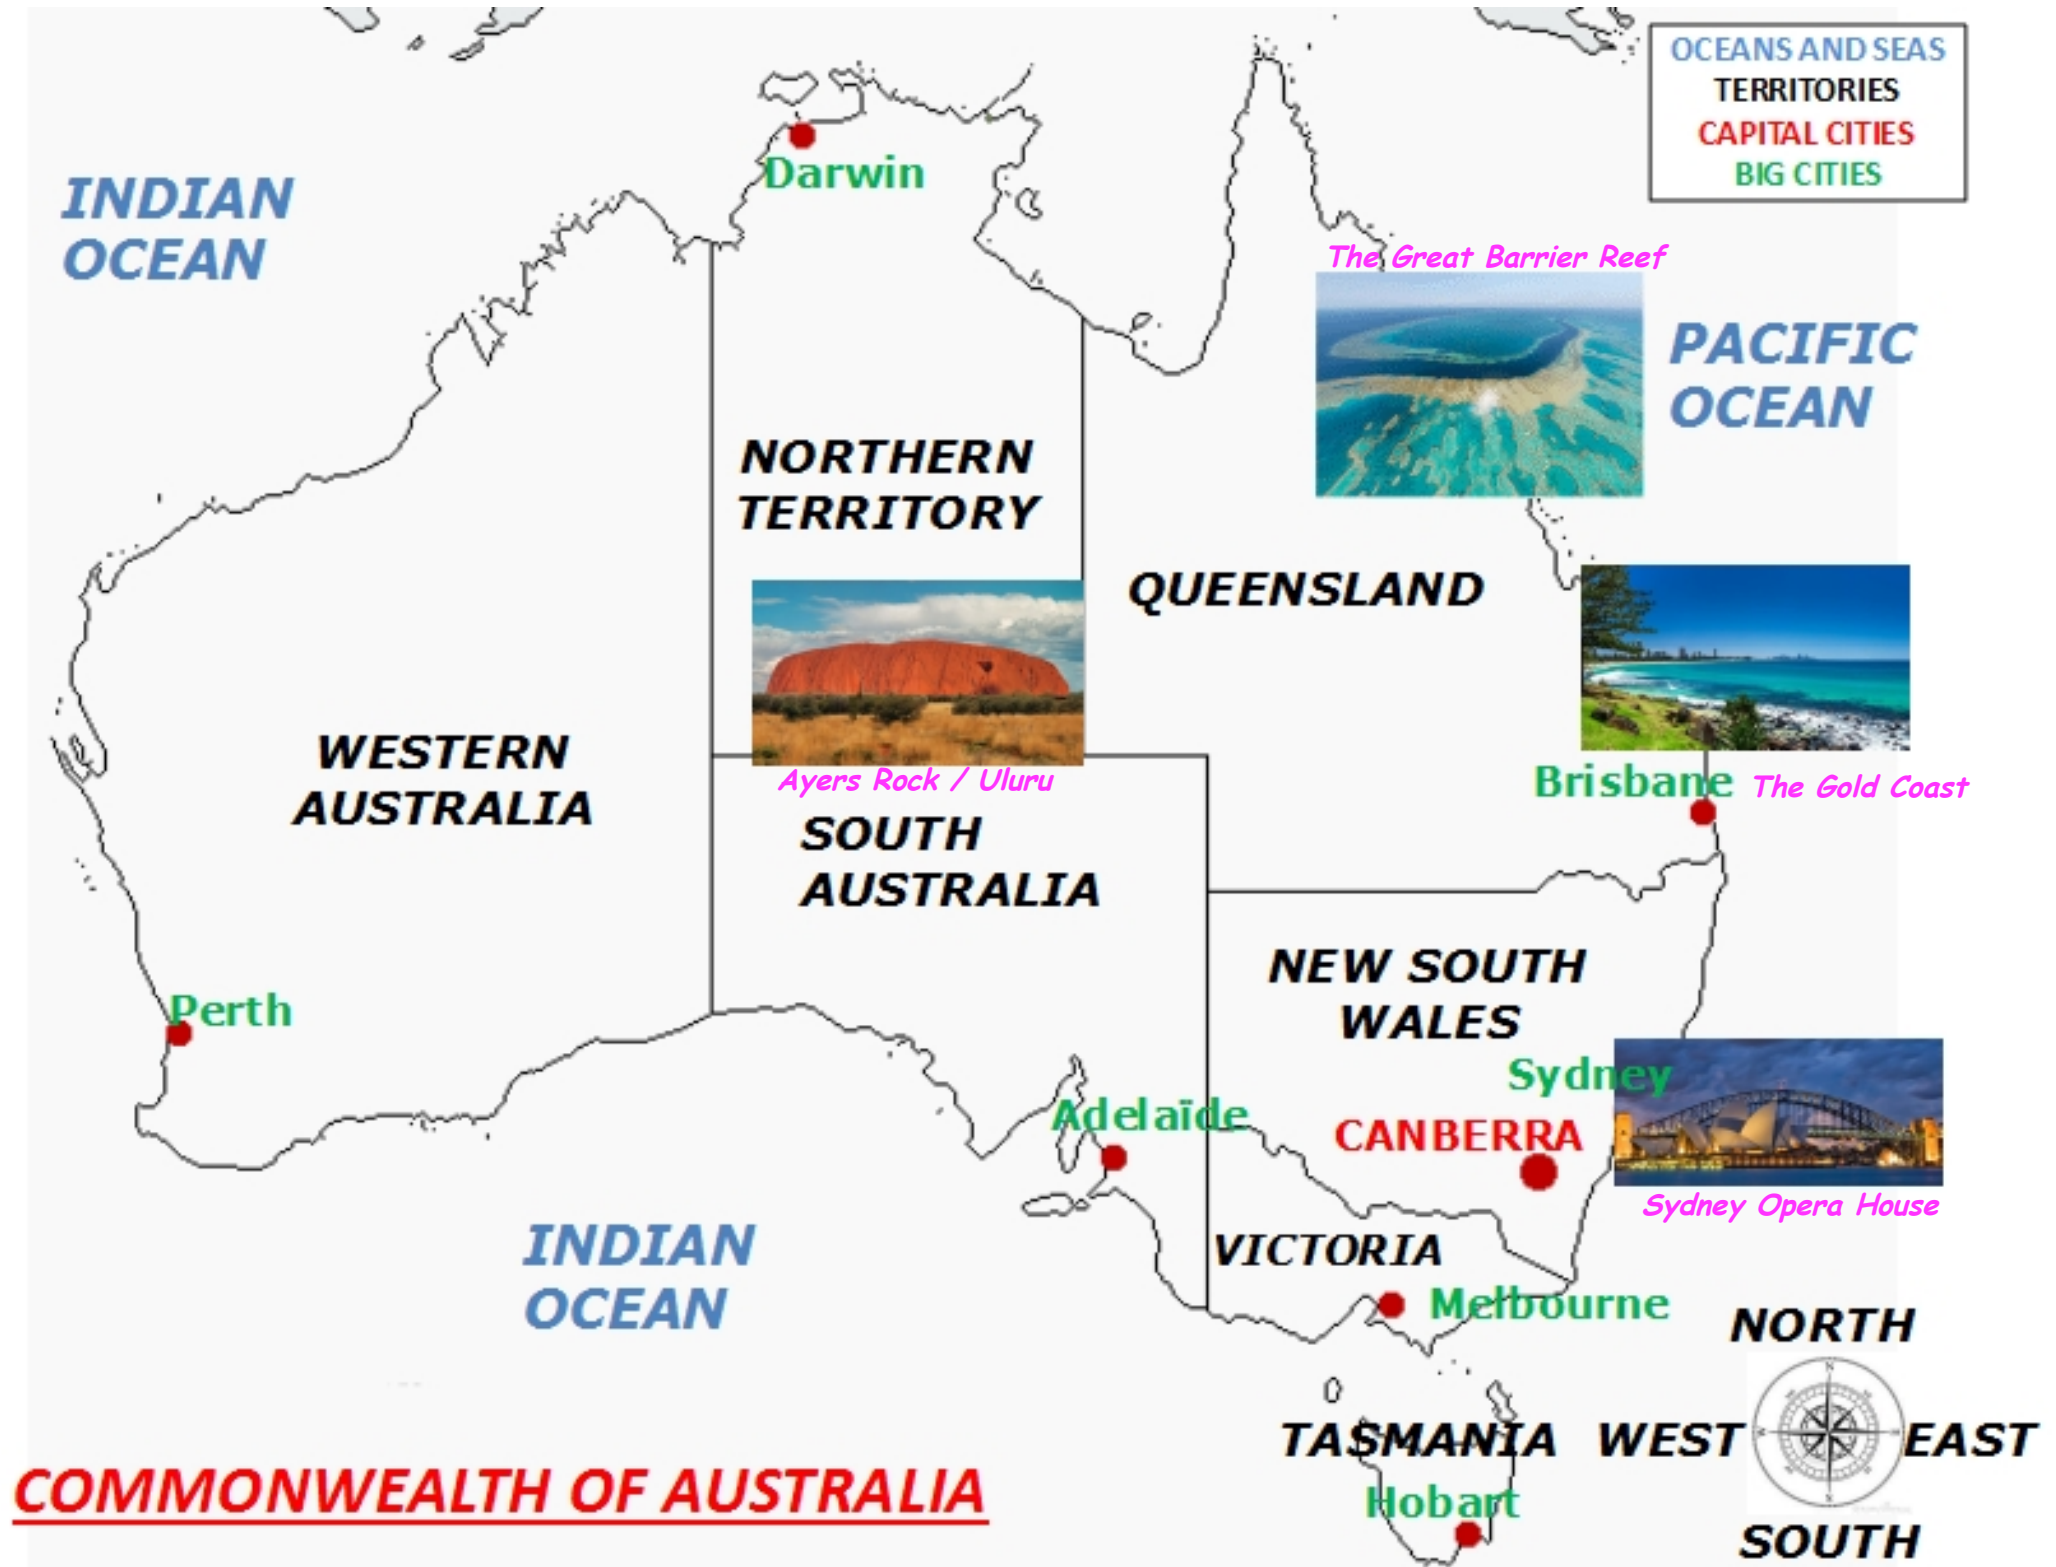 OCEANS AND SEAS
TERRITORIES
CAPITAL CITIES
BIG CITIES
Darwin
INDIAN
OCEAN
The Great Barrier Reef
PACIFIC
OCEAN
NORTHERN
TERRITORY
QUEENSLAND
WESTERN
AUSTRALIA
Ayers Rock / Uluru
Brisbane
The Gold Coast
SOUTH
AUSTRALIA
NEW SOUTH
WALES
Perth
Sydney
Adelaïde
CANBERRA
Sydney Opera House
INDIAN
OCEAN
VICTORIA
Melbourne
NORTH
N
TASMANIA
WEST
EAST
COMMONWEALTH OF AUSTRALIA
Hobart
S
SOUTH